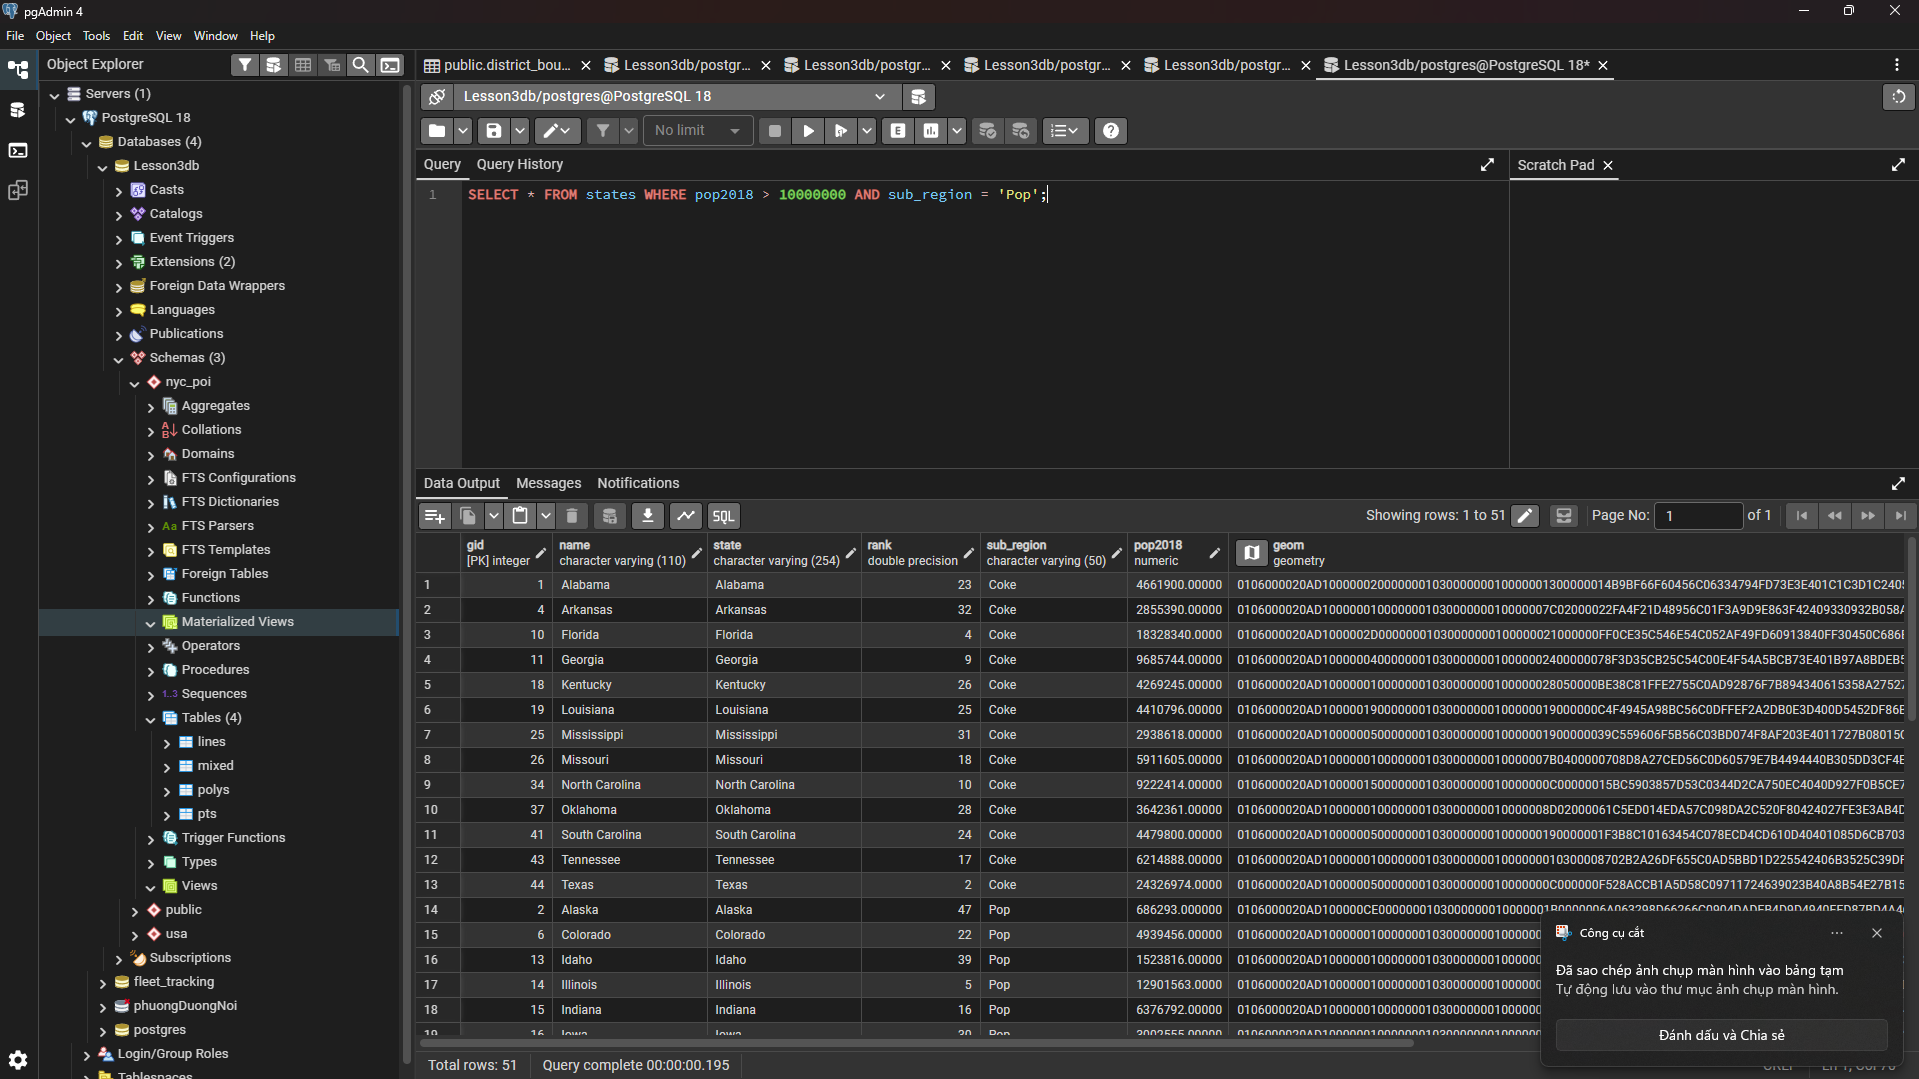 pgAdmin 4
File Object Tools Edit View Window Help
Object Explorer
Servers (1)
PostgreSQL 18
Databases (4)
Lesson3db
Casts
Catalogs
Event Triggers
Extensions (2)
Foreign Data Wrappers
Languages
Publications
Schemas (3)
nyc_poi
Aggregates
Collations
Domains
FTS Configurations
FTS Dictionaries
FTS Parsers
FTS Templates
Foreign Tables
Functions
Materialized Views
Operators
Procedures
1..3 Sequences
Tables (4)
lines
mixed
polys
pts
Trigger Functions
Types
Views
public
usa
Subscriptions
fleet_tracking
phuongDuongNoi
postgres
Login/Group Roles
Tablespaces
public.district_bou... Lesson3db/postgr... Lesson3db/postgr... Lesson3db/postgr... Lesson3db/postgr... Lesson3db/postgres@PostgreSQL 18*
Lesson3db/postgres@PostgreSQL 18
No limit
Query Query History
Scratch Pad
1 SELECT * FROM states WHERE pop2018 > 10000000 AND sub_region = 'Pop';
Data Output Messages Notifications
SQL Showing rows: 1 to 51 Page No: 1 of 1
gid name state rank sub_region pop2018 geom
[PK] integer character varying (110) character varying (254) double precision character varying (50) numeric geometry
1 1 Alabama Alabama 23 Coke 4661900.00000
2 4 Arkansas Arkansas 32 Coke 2855390.00000
3 10 Florida Florida 4 Coke 18328340.0000
4 11 Georgia Georgia 9 Coke 9685744.00000
5 18 Kentucky Kentucky 26 Coke 4269245.00000
6 19 Louisiana Louisiana 25 Coke 4410796.00000
7 25 Mississippi Mississippi 31 Coke 2938618.00000
8 26 Missouri Missouri 18 Coke 5911605.00000
9 34 North Carolina North Carolina 10 Coke 9222414.00000
10 37 Oklahoma Oklahoma 28 Coke 3642361.00000
11 41 South Carolina South Carolina 24 Coke 4479800.00000
12 43 Tennessee Tennessee 17 Coke 6214888.00000
13 44 Texas Texas 2 Coke 24326974.0000
14 2 Alaska Alaska 47 Pop 686293.000000
15 6 Colorado Colorado 22 Pop 4939456.00000
16 13 Idaho Idaho 39 Pop 1523816.00000
17 14 Illinois Illinois 5 Pop 12901563.0000
18 15 Indiana Indiana 16 Pop 6376792.00000
19 16 Iowa Iowa 30 Pop 3002555.00000
Total rows: 51 Query complete 00:00:00.195
Công cụ cắt
Đã sao chép ảnh chụp màn hình vào bảng tạm
Tự động lưu vào thư mục ảnh chụp màn hình.
Đánh dấu và Chia sẻ